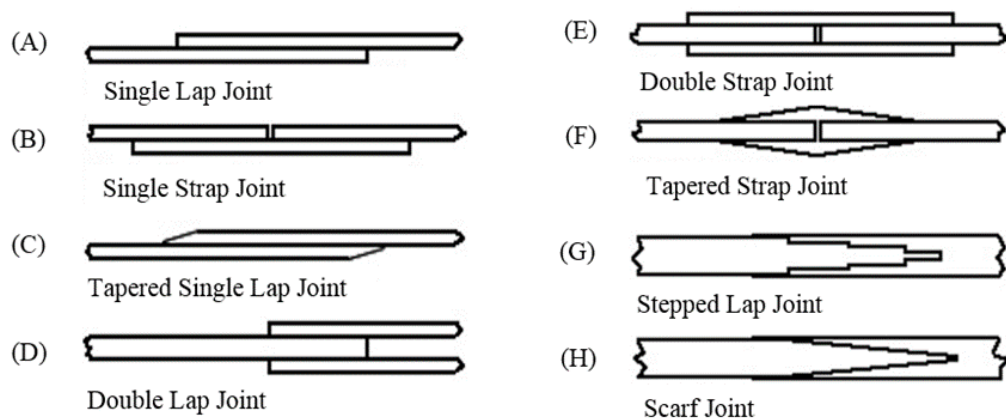 (A)
Single Lap Joint
(B)
Single Strap Joint
(C)
Tapered Single Lap Joint
(D)
Double Lap Joint
(E)
Double Strap Joint
(F)
Tapered Strap Joint
(G)
Stepped Lap Joint
(H)
Scarf Joint